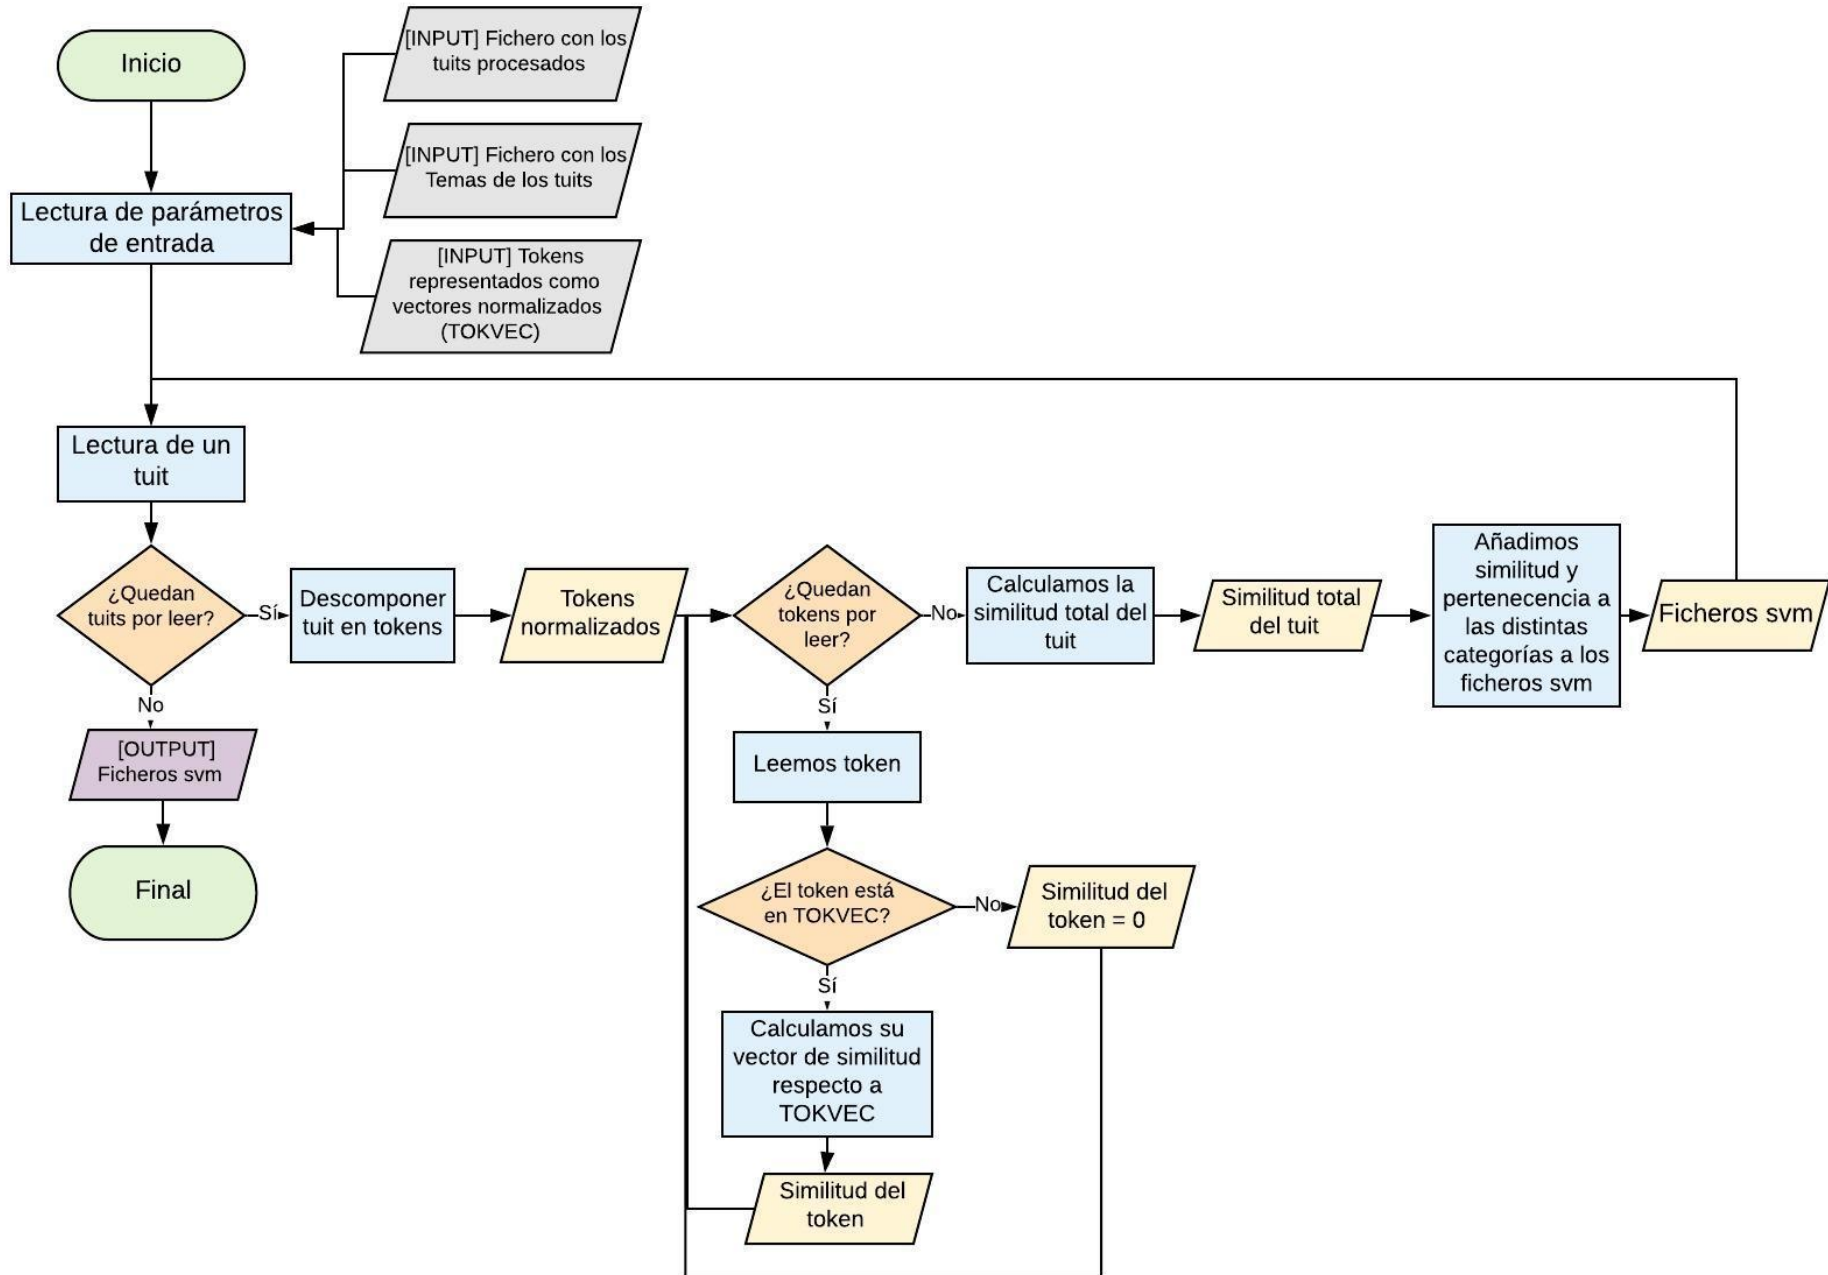 Inicio
[INPUT] Fichero con los
tuits procesados
[INPUT] Fichero con los
Temas de los tuits
Lectura de parámetros
de entrada
[INPUT] Tokens
representados como
vectores normalizados
(TOKVEC)
Lectura de un
tuit
¿Quedan
tuits por leer?
Sí
Descomponer
tuit en tokens
Tokens
normalizados
¿Quedan
tokens por
leer?
No
Calculamos la
similitud total del
tuit
Similitud total
del tuit
Añadimos
similitud y
pertenecencia a
las distintas
categorías a los
ficheros svm
Ficheros svm
No
[OUTPUT]
Ficheros svm
Final
Sí
Leemos token
¿El token está
en TOKVEC?
No
Similitud del
token = 0
Sí
Calculamos su
vector de similitud
respecto a
TOKVEC
Similitud del
token